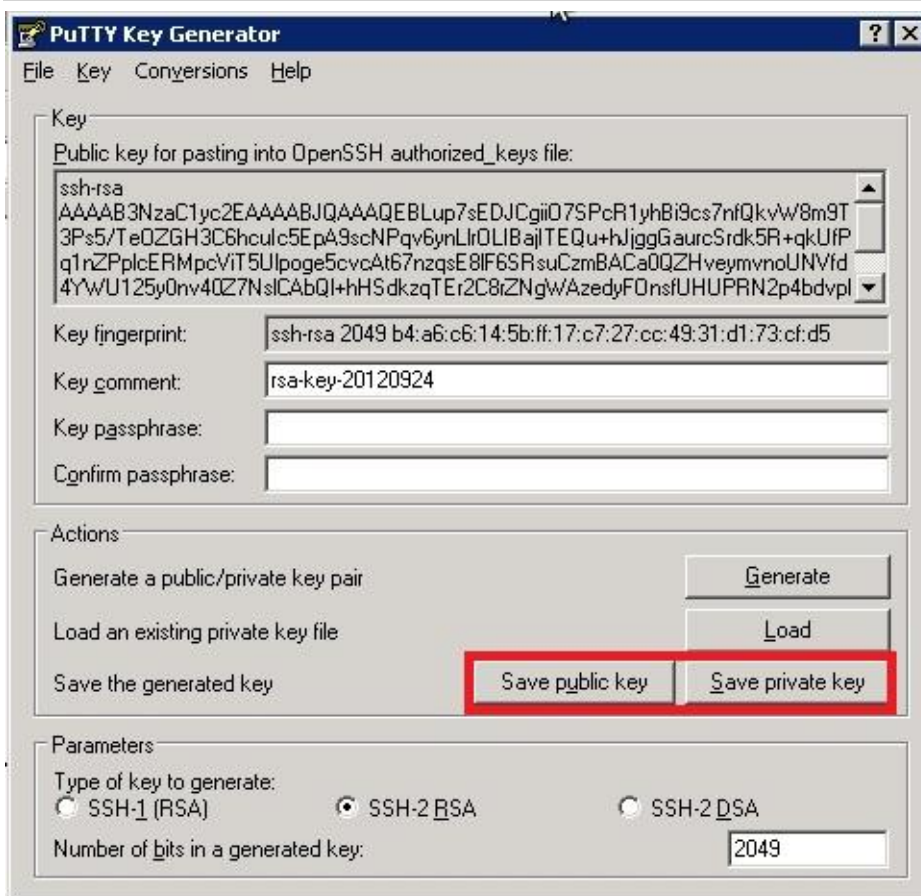 PuTTY Key Generator
File Key Conversions Help
Key
Public key for pasting into OpenSSH authorized_keys file:
ssh-rsa
AAAAB3NzaC1yc2EAAAABJQAAAQEBLup7sEDJCgiiO7SPcR1yhBi9cs7nfQkvW8m9T
3Ps5/TeOZGH3C6hculc5EpA9scNPqv6ynLlrOLIBajlTEQu+hJjggGaurcSrdk5R+qkUfP
q1nZPplcERMpcViT5Ulpoge5cvcAt67nzqsE8lF6SRsuCzmBACa0QZHveymvnoUNVfd
4YWU125y0nv40Z7NslCAbQl+hHSdkzqTEr2C8rZNgWAzedyFOnsfUHUPRN2p4bdvpl
Key fingerprint: ssh-rsa 2049 b4:a6:c6:14:5b:ff:17:c7:27:cc:49:31:d1:73:cf:d5
Key comment: rsa-key-20120924
Key passphrase:
Confirm passphrase:
Actions
Generate a public/private key pair Generate
Load an existing private key file Load
Save the generated key Save public key Save private key
Parameters
Type of key to generate:
SSH-1 (RSA) SSH-2 RSA SSH-2 DSA
Number of bits in a generated key: 2049